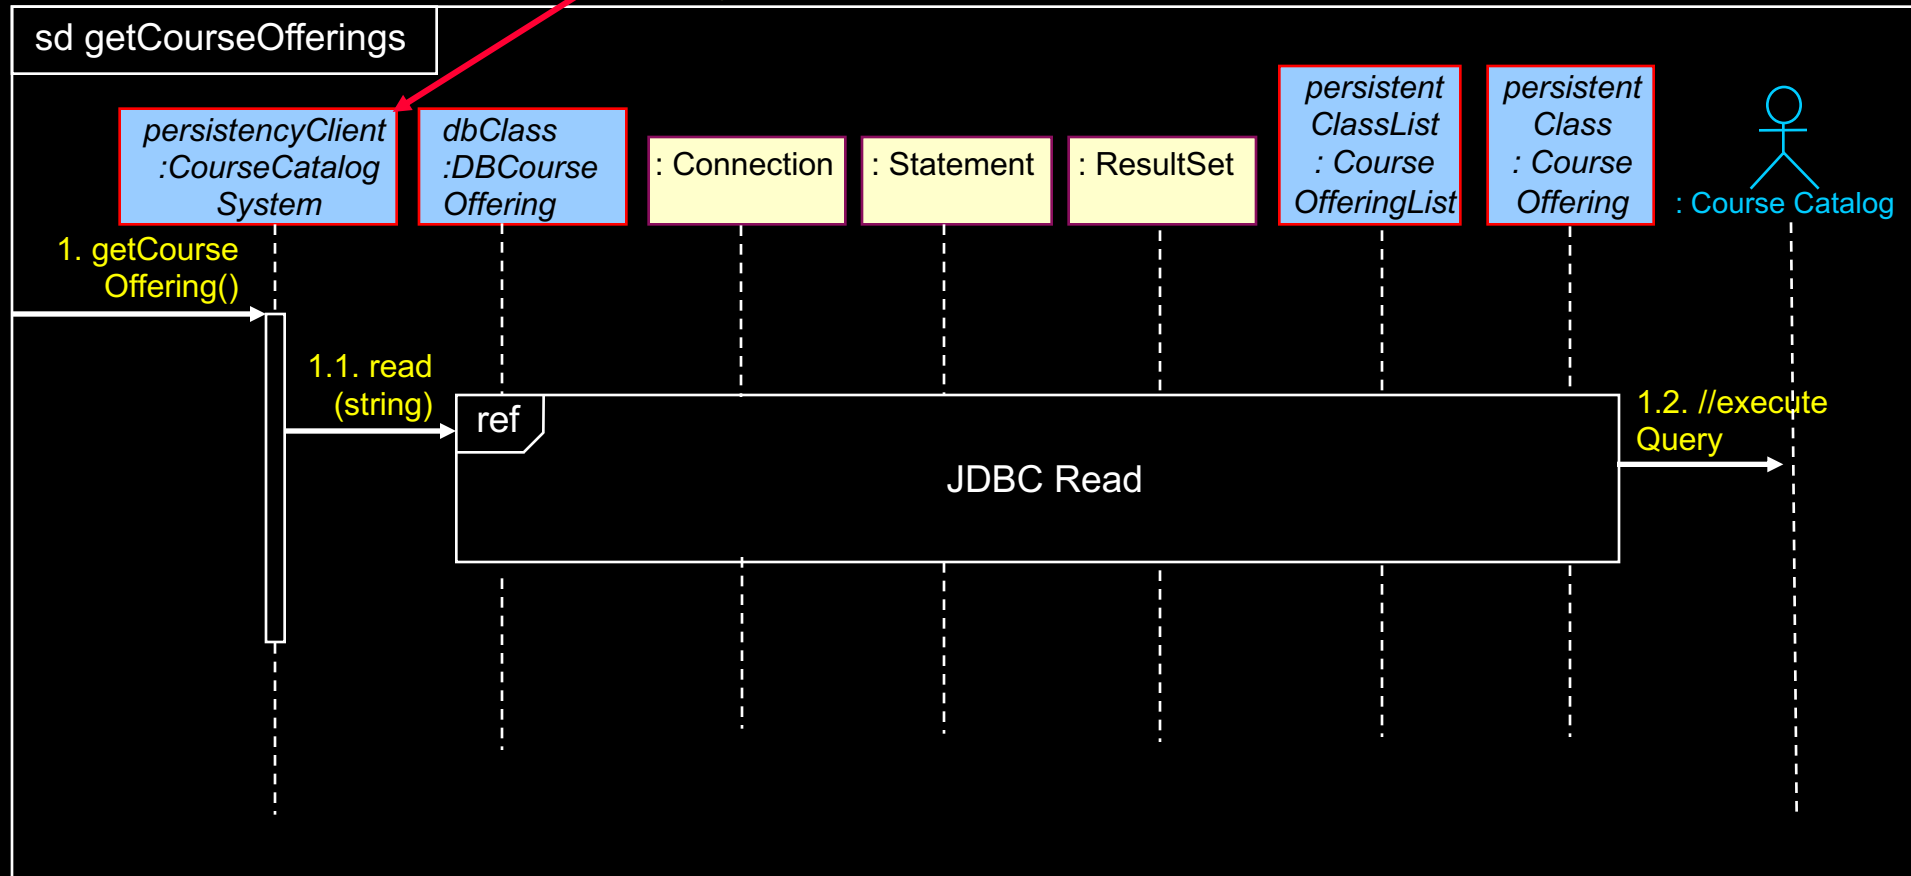 sd getCourseOfferings
persistencyClient
:CourseCatalog
System
dbClass
:DBCourse
Offering
: Connection
: Statement
: ResultSet
persistent
ClassList
: Course
OfferingList
persistent
Class
: Course
Offering
: Course Catalog
1. getCourse
Offering()
1.1. read
(string)
ref
JDBC Read
1.2. //execute
Query